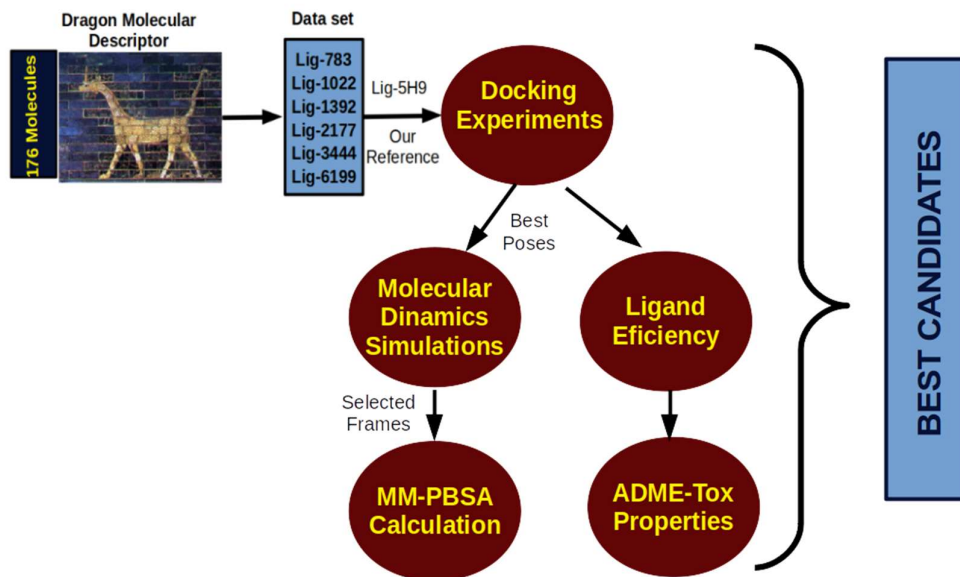 176 Molecules
Dragon Molecular
Descriptor
Data set
Lig-783
Lig-1022
Lig-1392
Lig-2177
Lig-3444
Lig-6199
Lig-5H9
Our
Reference
Docking
Experiments
Best
Poses
Molecular
Dinamics
Simulations
Ligand
Eficiency
Selected
Frames
MM-PBSA
Calculation
ADME-Tox
Properties
BEST CANDIDATES